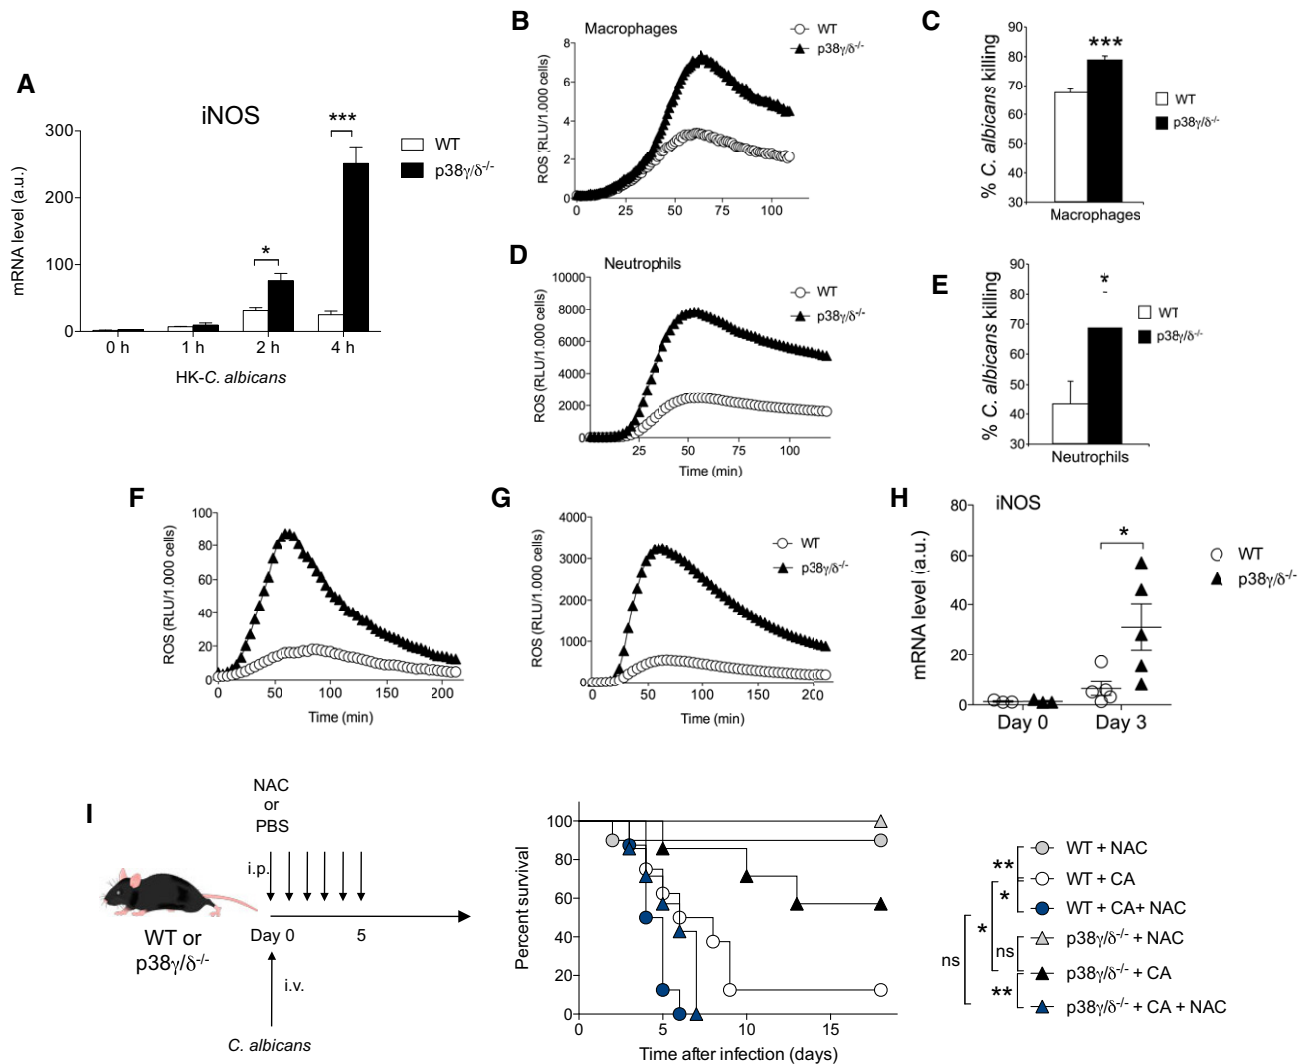 A
iNOS
mRNA level (a.u.)
300
200
100
0
***
*
WT
p38γ/δ-/-
0 h
1 h
2 h
4 h
HK-C. albicans
B
Macrophages
WT
p38γ/δ-/-
ROS (RLU/1.000 cells)
8
6
4
2
0
0
25
50
75
100
C
% C. albicans killing
90
80
70
60
50
40
30
***
WT
p38γ/δ-/-
Macrophages
D
Neutrophils
WT
p38γ/δ-/-
ROS (RLU/1.000 cells)
10000
8000
6000
4000
2000
0
25
50
75
100
Time (min)
E
% C. albicans killing
90
80
70
60
50
40
30
*
WT
p38γ/δ-/-
Neutrophils
F
ROS (RLU/1.000 cells)
100
80
60
40
20
0
0
50
100
150
200
Time (min)
G
ROS (RLU/1.000 cells)
4000
3000
2000
1000
0
WT
p38γ/δ-/-
0
50
100
150
200
Time (min)
H
iNOS
mRNA level (a.u.)
80
60
40
20
0
*
WT
p38γ/δ-/-
Day 0
Day 3
I
NAC
or
PBS
i.p.
WT or
p38γ/δ-/-
Day 0
5
i.v.
C. albicans
Percent survival
100
80
60
40
20
0
0
5
10
15
Time after infection (days)
WT + NAC
WT + CA
WT + CA+ NAC
p38γ/δ-/- + NAC
p38γ/δ-/- + CA
p38γ/δ-/- + CA + NAC
**
*
*
ns
ns
**